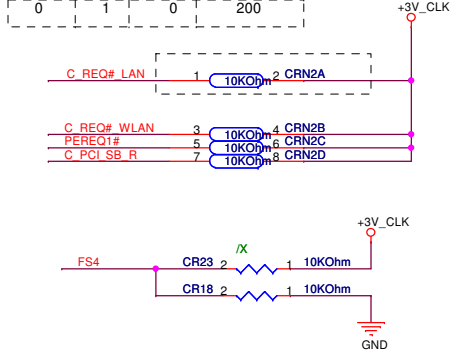 0 1 0 200
+3V_CLK
C_REQ#_LAN 1 10KOhm 2 CRN2A
C_REQ#_WLAN 3 10KOhm 4 CRN2B
PEREQ1# 5 10KOhm 6 CRN2C
C_PCI_SB_R 7 10KOhm 8 CRN2D
+3V_CLK
/X
FS4 CR23 2 1 10KOhm
CR18 2 1 10KOhm
GND